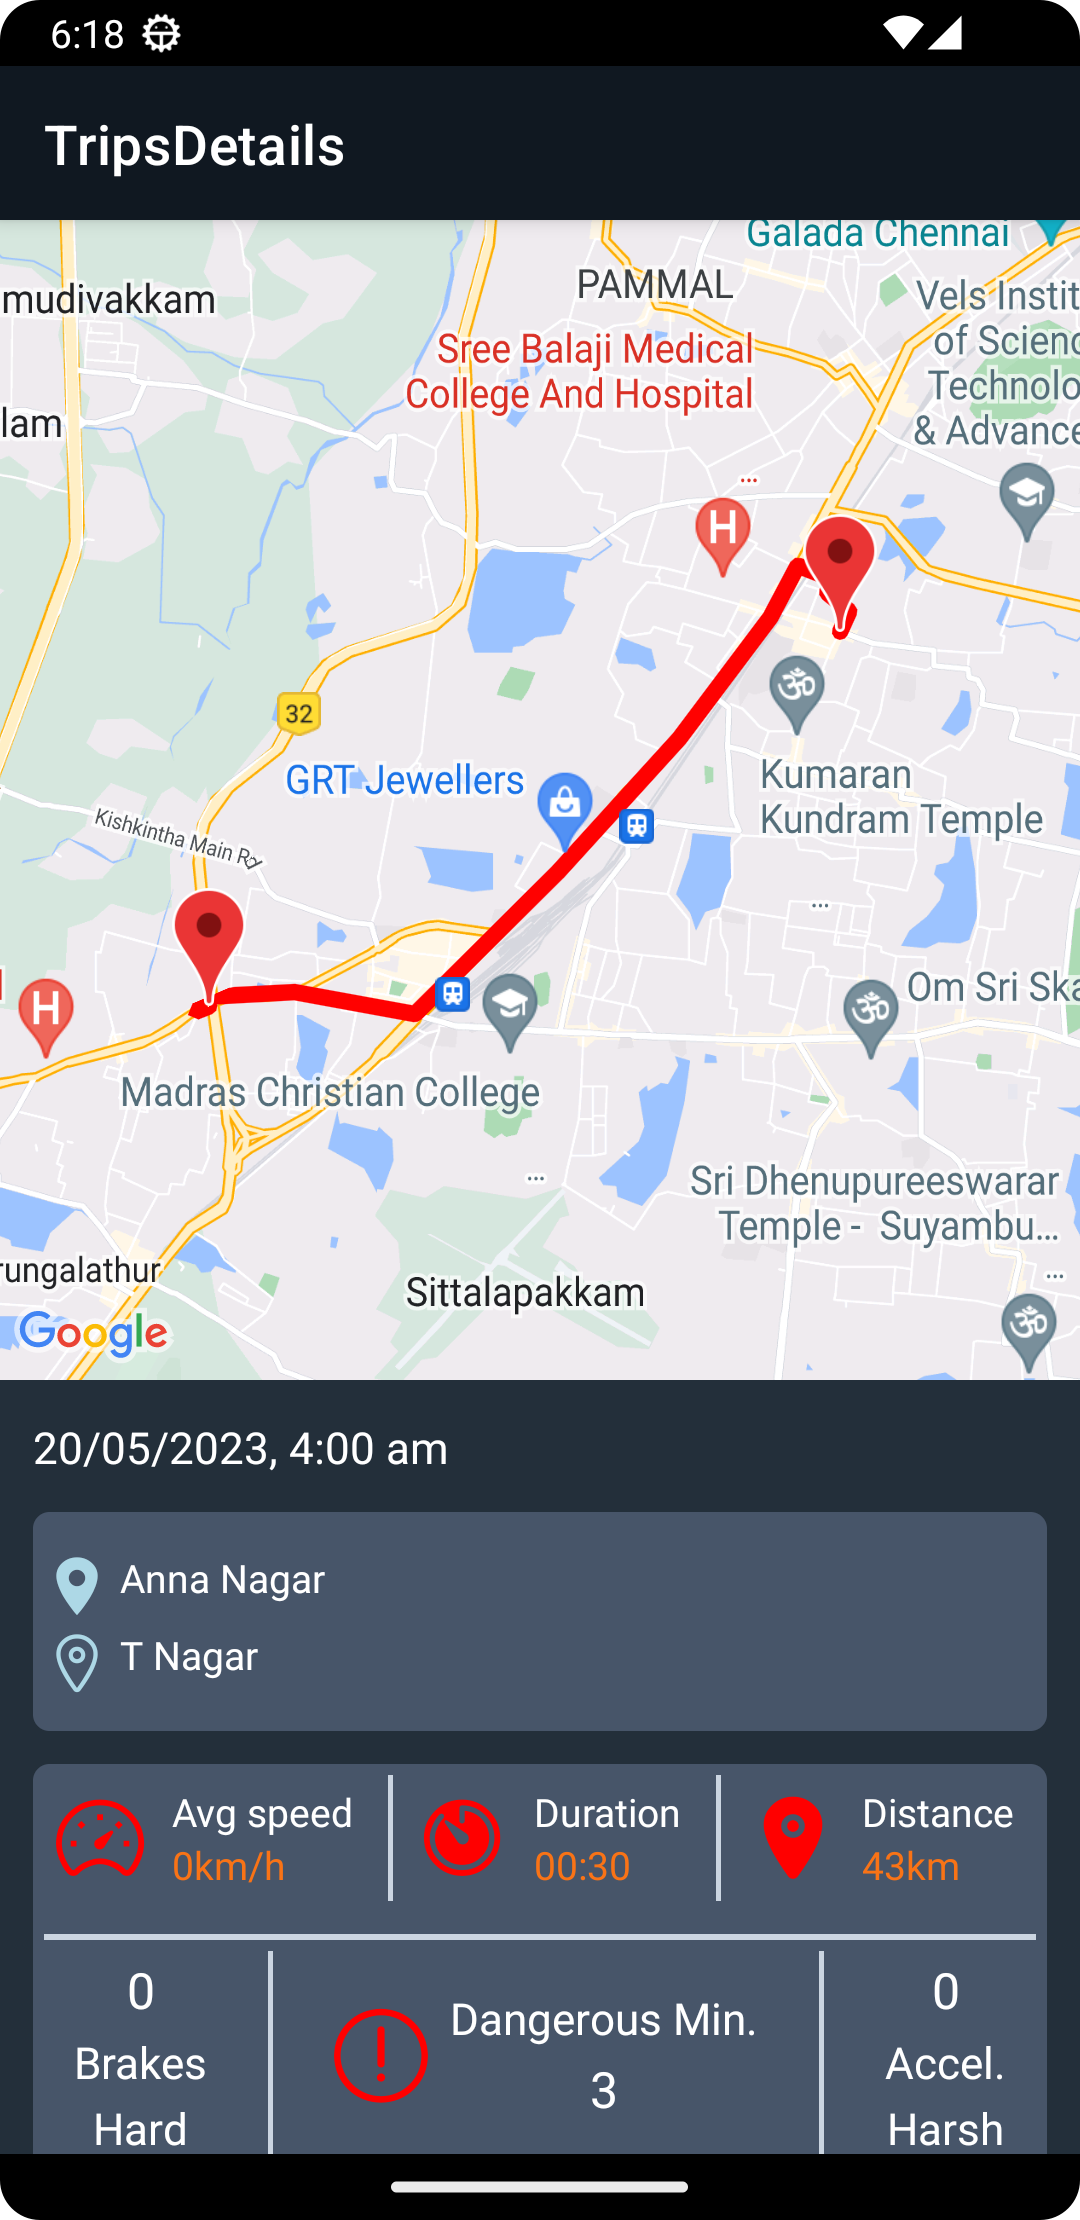 6:18
TripsDetails
Galada Chennai
PAMMAL
mudivakkam
Vels Instit
of Scienc
Technolo
& Advance
Sree Balaji Medical
College And Hospital
lam
...
H
32
GRT Jewellers
Kumaran
Kundram Temple
Kishkintha Main Rd
...
H
Om Sri Ska
Madras Christian College
...
Sri Dhenupureeswarar
Temple - Suyambu...
...
rungalathur
Sittalapakkam
Google
20/05/2023, 4:00 am
Anna Nagar
T Nagar
Avg speed
0km/h
Duration
00:30
Distance
43km
0
Brakes
Hard
Dangerous Min.
3
0
Accel.
Harsh